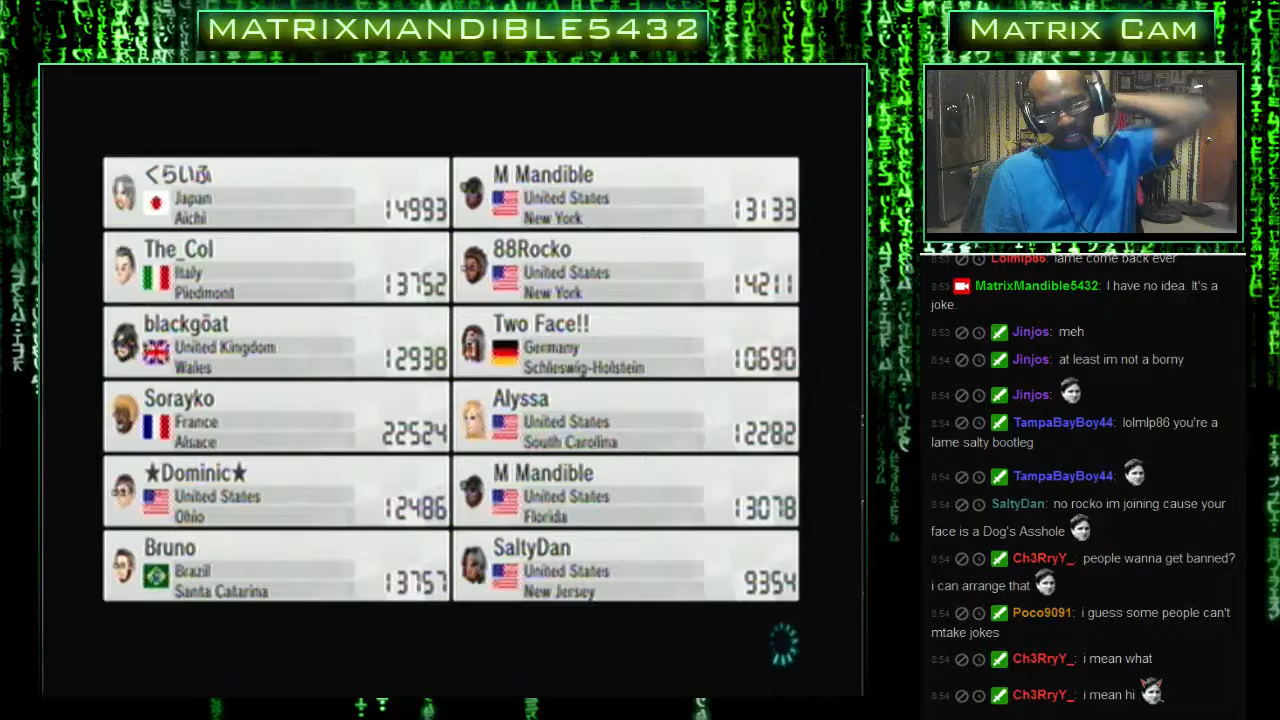 MATRIXMANDIBLE5432
Matrix Cam
くらいふ
Japan
Aichi
14993
M Mandible
United States
New York
13133
The_Col
Italy
Piedmont
13752
88Rocko
United States
New York
14211
blackgöat
United Kingdom
Wales
12938
Two Face!!
Germany
Schleswig-Holstein
10690
Sorayko
France
Alsace
22524
Alyssa
United States
South Carolina
12282
★Dominic★
United States
Ohio
12486
M Mandible
United States
Florida
13078
Bruno
Brazil
Santa Catarina
13757
SaltyDan
United States
New Jersey
9354
8:53 Lolmlp86: lame come back ever
8:53 MatrixMandible5432: I have no idea. It's a
joke.
8:53 Jinjos: meh
8:54 Jinjos: at least im not a borny
8:54 Jinjos:
8:54 TampaBayBoy44: lolmlp86 you're a
lame salty bootleg
8:54 TampaBayBoy44:
8:54 SaltyDan: no rocko im joining cause your
face is a Dog's Asshole
8:54 Ch3RryY_: people wanna get banned?
i can arrange that
8:54 Poco9091: i guess some people can't
mtake jokes
8:54 Ch3RryY_: i mean what
8:54 Ch3RryY_: i mean hi